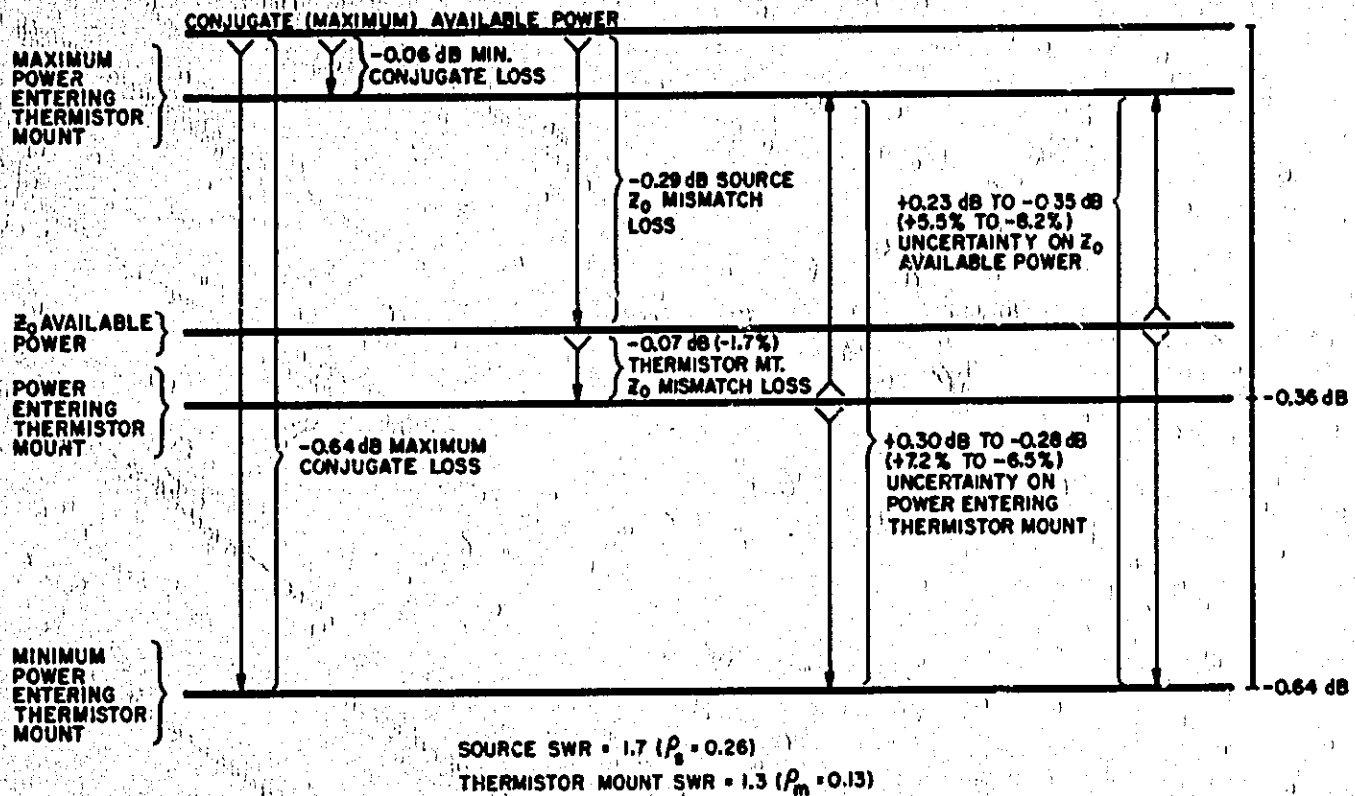 CONJUGATE (MAXIMUM) AVAILABLE POWER
MAXIMUM
POWER
ENTERING
THERMISTOR
MOUNT
-0.06 dB MIN.
CONJUGATE LOSS
-0.29 dB SOURCE
Z₀ MISMATCH
LOSS
+0.23 dB TO -0.35 dB
(+5.5% TO -8.2%)
UNCERTAINTY ON Z₀
AVAILABLE POWER
Z₀ AVAILABLE
POWER
-0.07 dB (-1.7%)
THERMISTOR MT.
Z₀ MISMATCH LOSS
POWER
ENTERING
THERMISTOR
MOUNT
-0.36 dB
-0.64 dB MAXIMUM
CONJUGATE LOSS
+0.30 dB TO -0.28 dB
(+7.2% TO -6.5%)
UNCERTAINTY ON
POWER ENTERING
THERMISTOR MOUNT
MINIMUM
POWER
ENTERING
THERMISTOR
MOUNT
-0.64 dB
SOURCE SWR = 1.7 (ρₛ = 0.26)
THERMISTOR MOUNT SWR = 1.3 (ρₘ = 0.13)